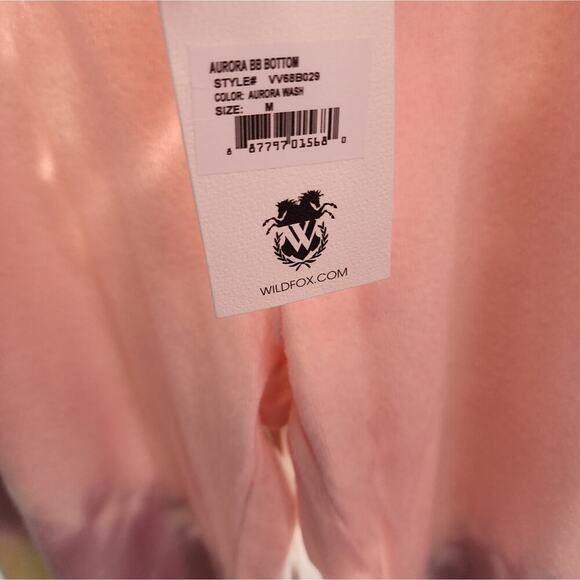 AURORA BB BOTTOM
STYLE# VV68B029
COLOR: AURORA WASH
SIZE: M
8 87797 01568 0
W
WILDFOX.COM